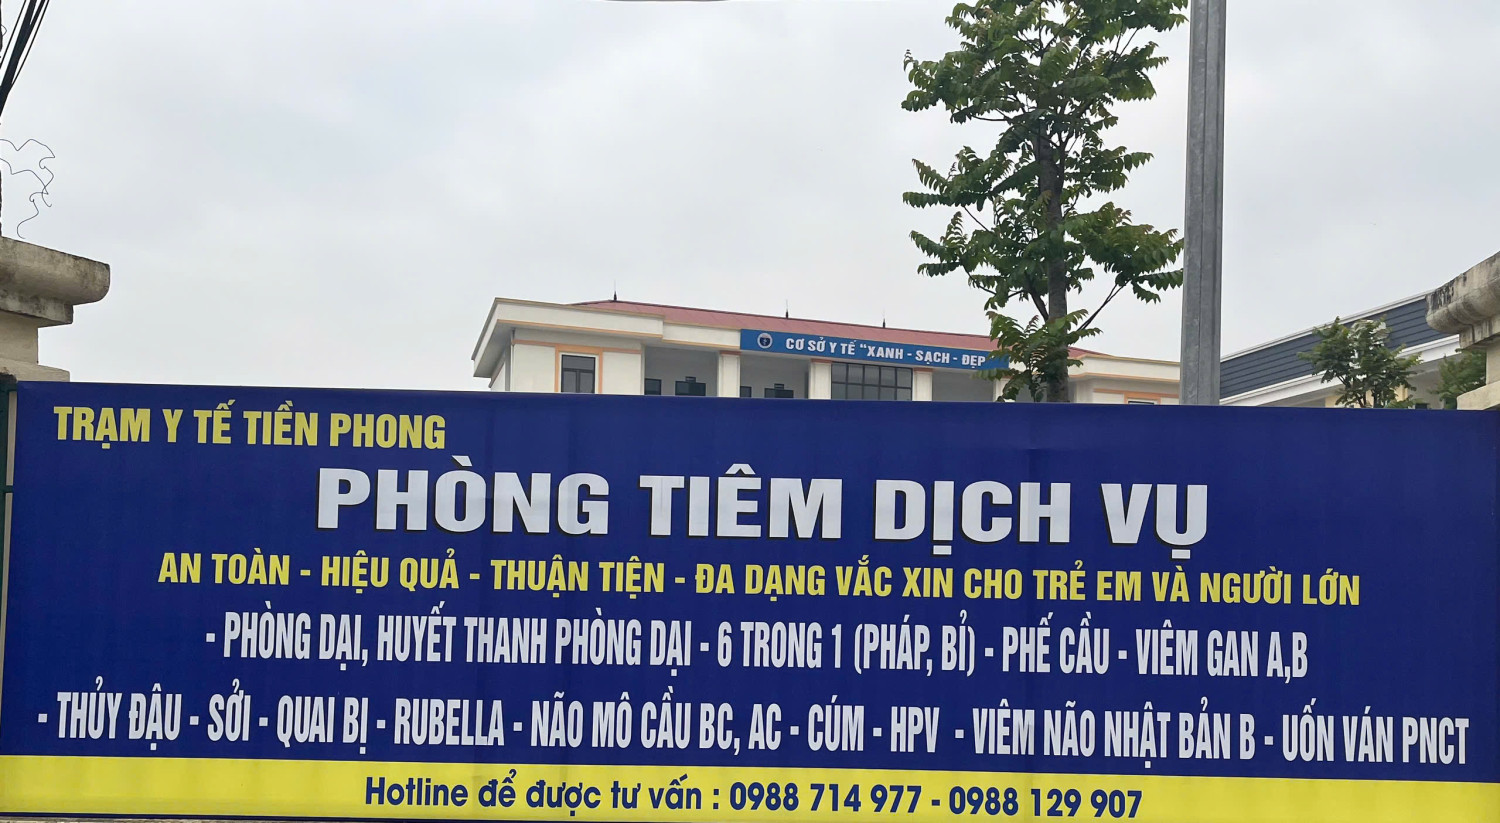 CƠ SỞ Y TẾ "XANH - SẠCH - ĐẸP
TRẠM Y TẾ TIỀN PHONG
PHÒNG TIÊM DỊCH VỤ
AN TOÀN - HIỆU QUẢ - THUẬN TIỆN - ĐA DẠNG VẮC XIN CHO TRẺ EM VÀ NGƯỜI LỚN
- PHÒNG DẠI, HUYẾT THANH PHÒNG DẠI - 6 TRONG 1 (PHÁP, BỈ) - PHẾ CẦU - VIÊM GAN A,B
- THỦY ĐẬU - SỞI - QUAI BỊ - RUBELLA - NÃO MÔ CẦU BC, AC - CÚM - HPV - VIÊM NÃO NHẬT BẢN B - UỐN VÁN PNCT
Hotline để được tư vấn : 0988 714 977 - 0988 129 907